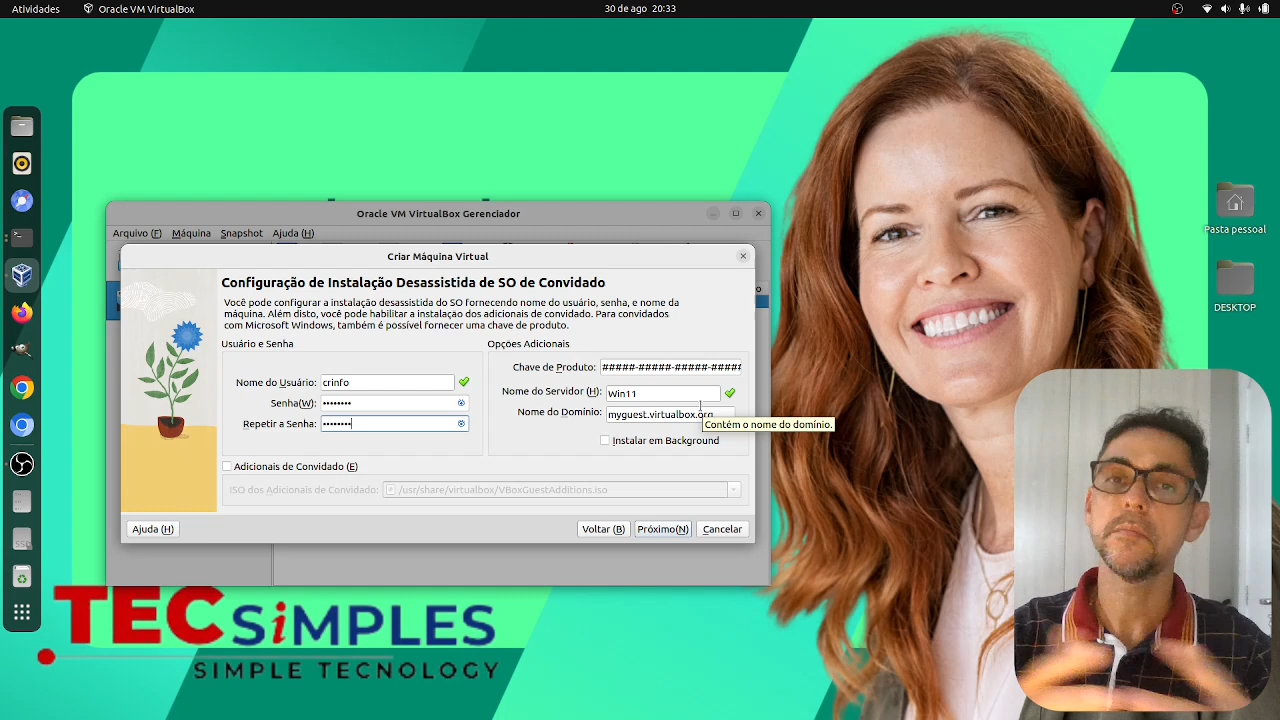 Atividades
Oracle VM VirtualBox
30 de ago 20:33
Pasta pessoal
DESKTOP
Oracle VM VirtualBox Gerenciador
Arquivo (F)
Máquina
Snapshot
Ajuda (H)
Criar Máquina Virtual
Configuração de Instalação Desassistida de SO de Convidado
Você pode configurar a instalação desassistida do SO fornecendo nome do usuário, senha, e nome da
máquina. Além disso, você pode habilitar a instalação dos adicionais de convidado. Para convidados
com Microsoft Windows, também é possível fornecer uma chave de produto.
Usuário e Senha
Nome do Usuário: crinfo
Senha(W): ••••••••
Repetir a Senha: ••••••••
Opções Adicionais
Chave de Produto: #####-#####-#####-#####
Nome do Servidor (H): Win11
Nome do Domínio: myguest.virtualbox.org
Contém o nome do domínio.
Instalar em Background
Adicionais de Convidado (E)
ISO dos Adicionais de Convidado: /usr/share/virtualbox/VBoxGuestAdditions.iso
Ajuda (H)
Voltar (B)
Próximo(N)
Cancelar
TECSiMPLES
SIMPLE TECNOLOGY